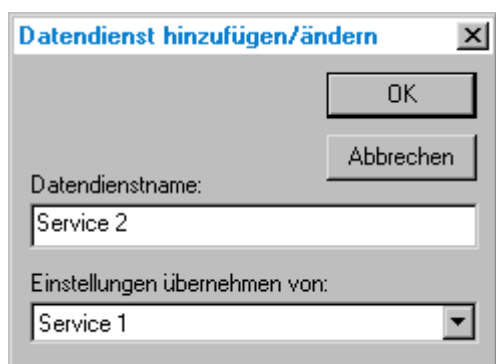 Datendienst hinzufügen/ändern
OK
Abbrechen
Datendienstname:
Service 2
Einstellungen übernehmen von:
Service 1